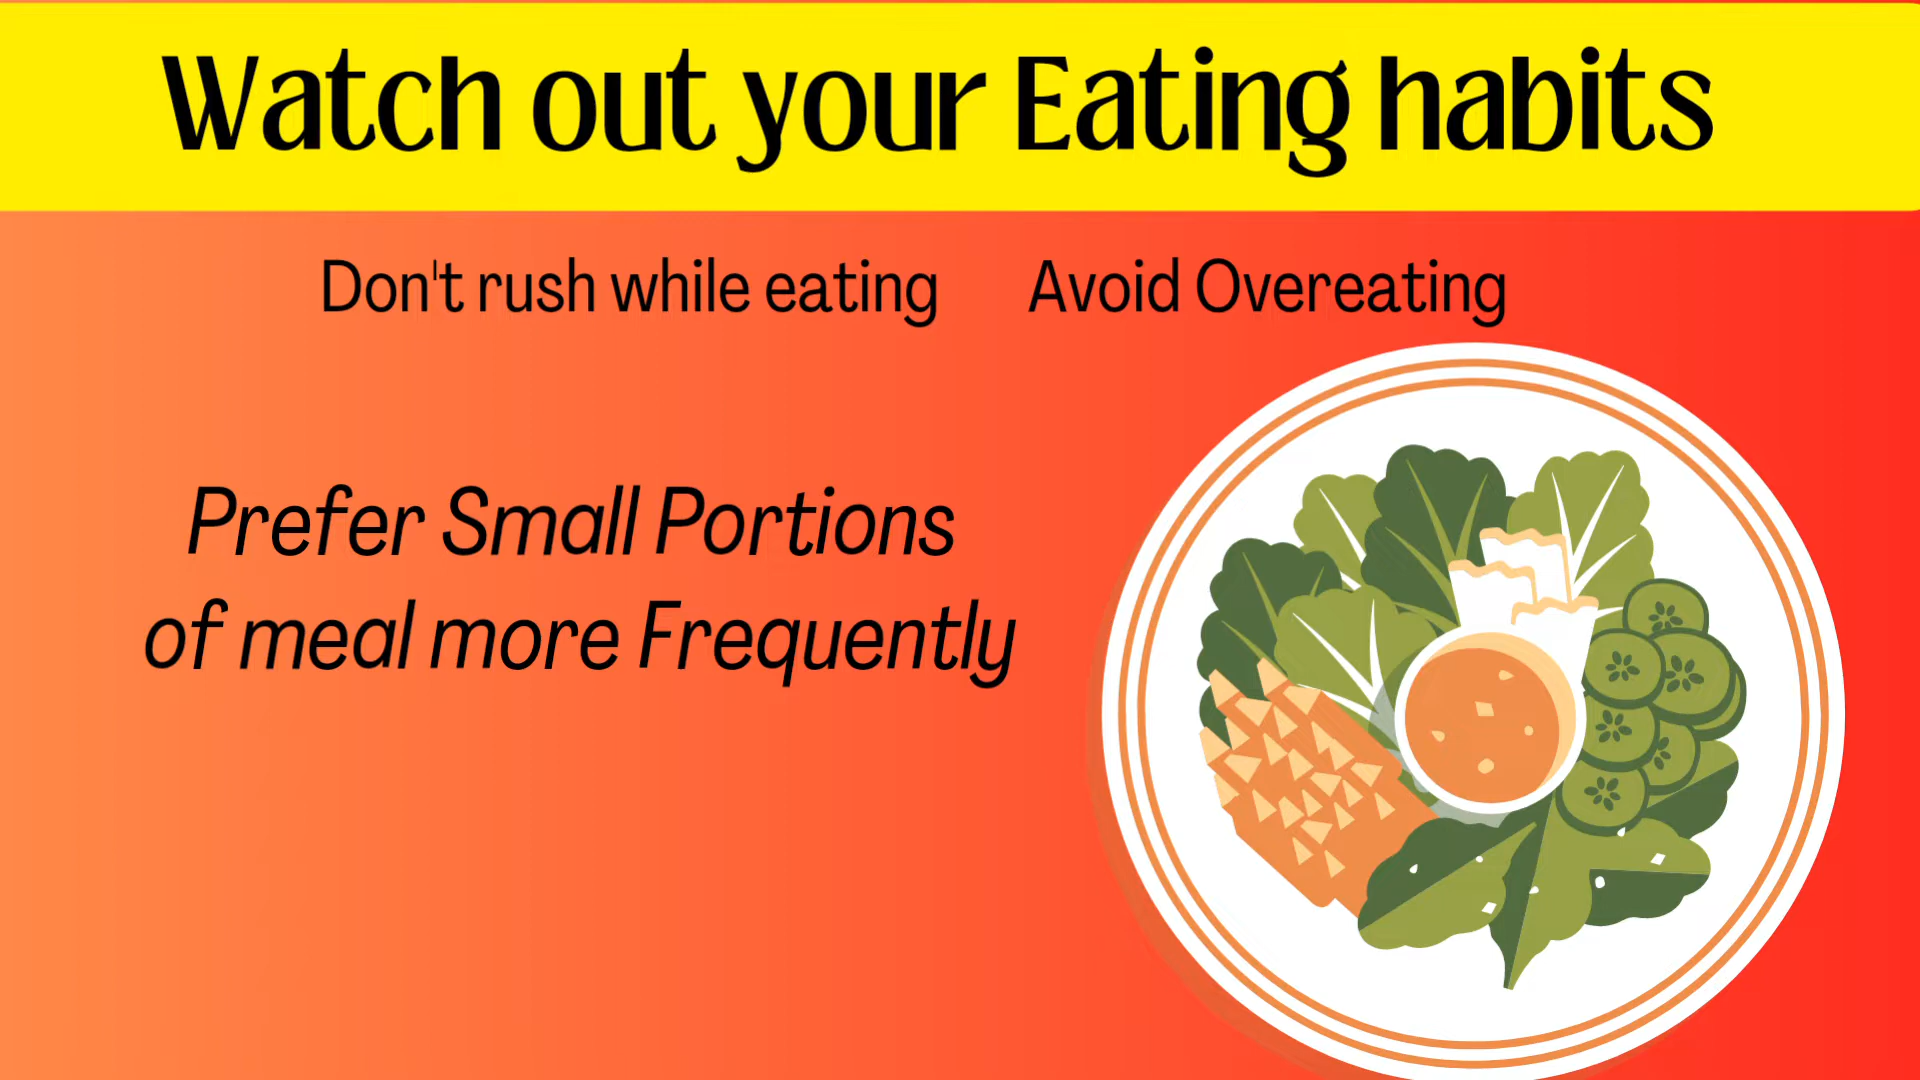 Watch out your Eating habits
Don't rush while eating Avoid Overeating
Prefer Small Portions
of meal more Frequently